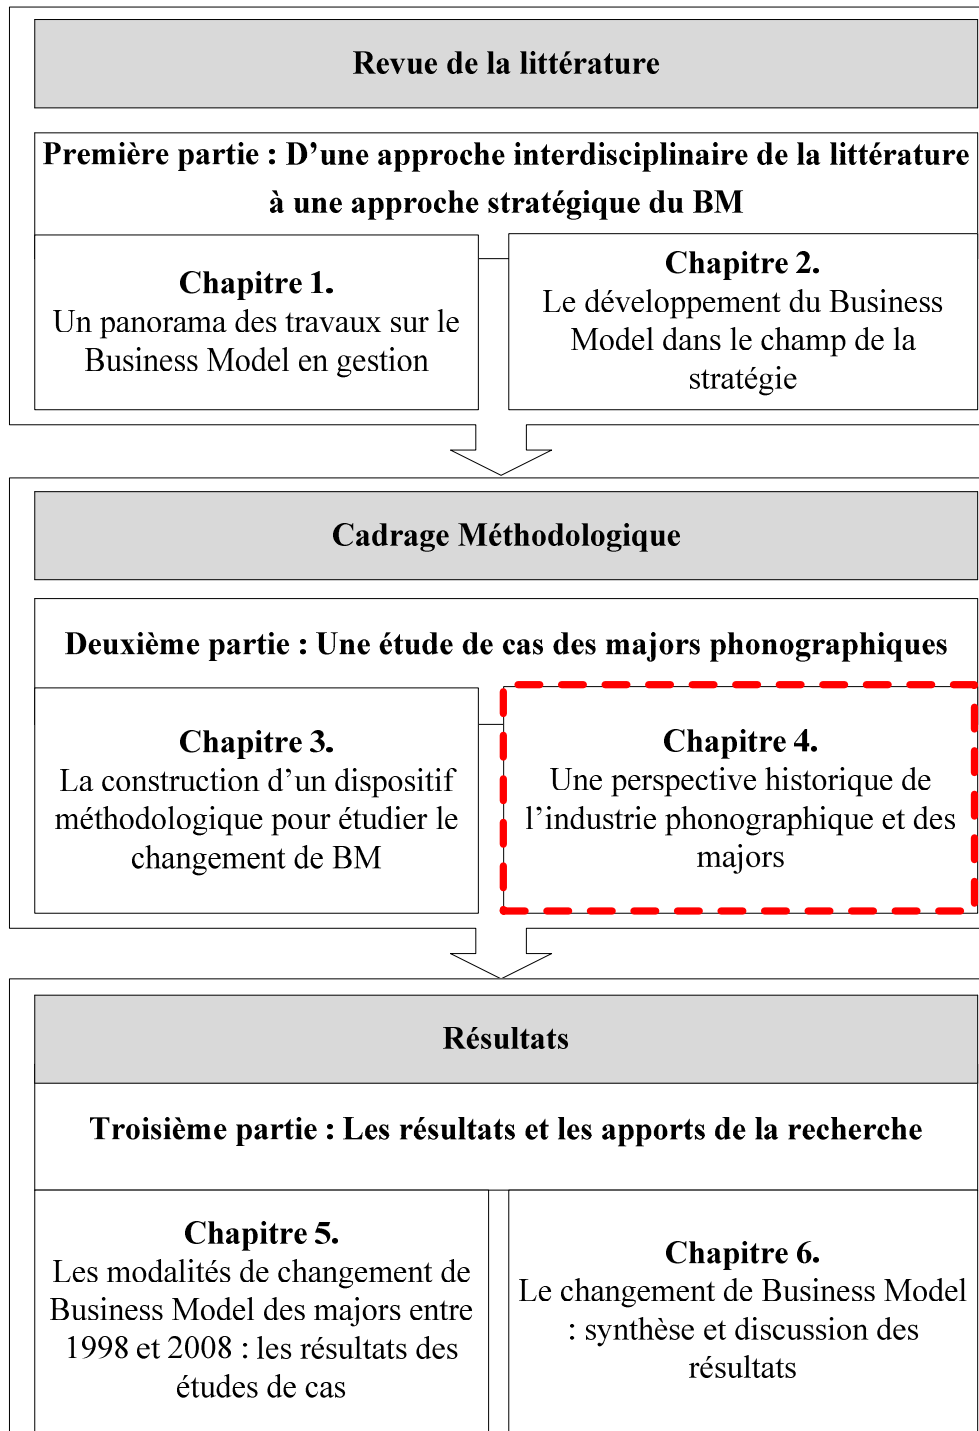 Revue de la littérature
Première partie : D’une approche interdisciplinaire de la littérature
à une approche stratégique du BM
Chapitre 1.
Un panorama des travaux sur le
Business Model en gestion
Chapitre 2.
Le développement du Business
Model dans le champ de la
stratégie
Cadrage Méthodologique
Deuxième partie : Une étude de cas des majors phonographiques
Chapitre 3.
La construction d’un dispositif
méthodologique pour étudier le
changement de BM
Chapitre 4.
Une perspective historique de
l’industrie phonographique et des
majors
Résultats
Troisième partie : Les résultats et les apports de la recherche
Chapitre 5.
Les modalités de changement de
Business Model des majors entre
1998 et 2008 : les résultats des
études de cas
Chapitre 6.
Le changement de Business Model
: synthèse et discussion des
résultats